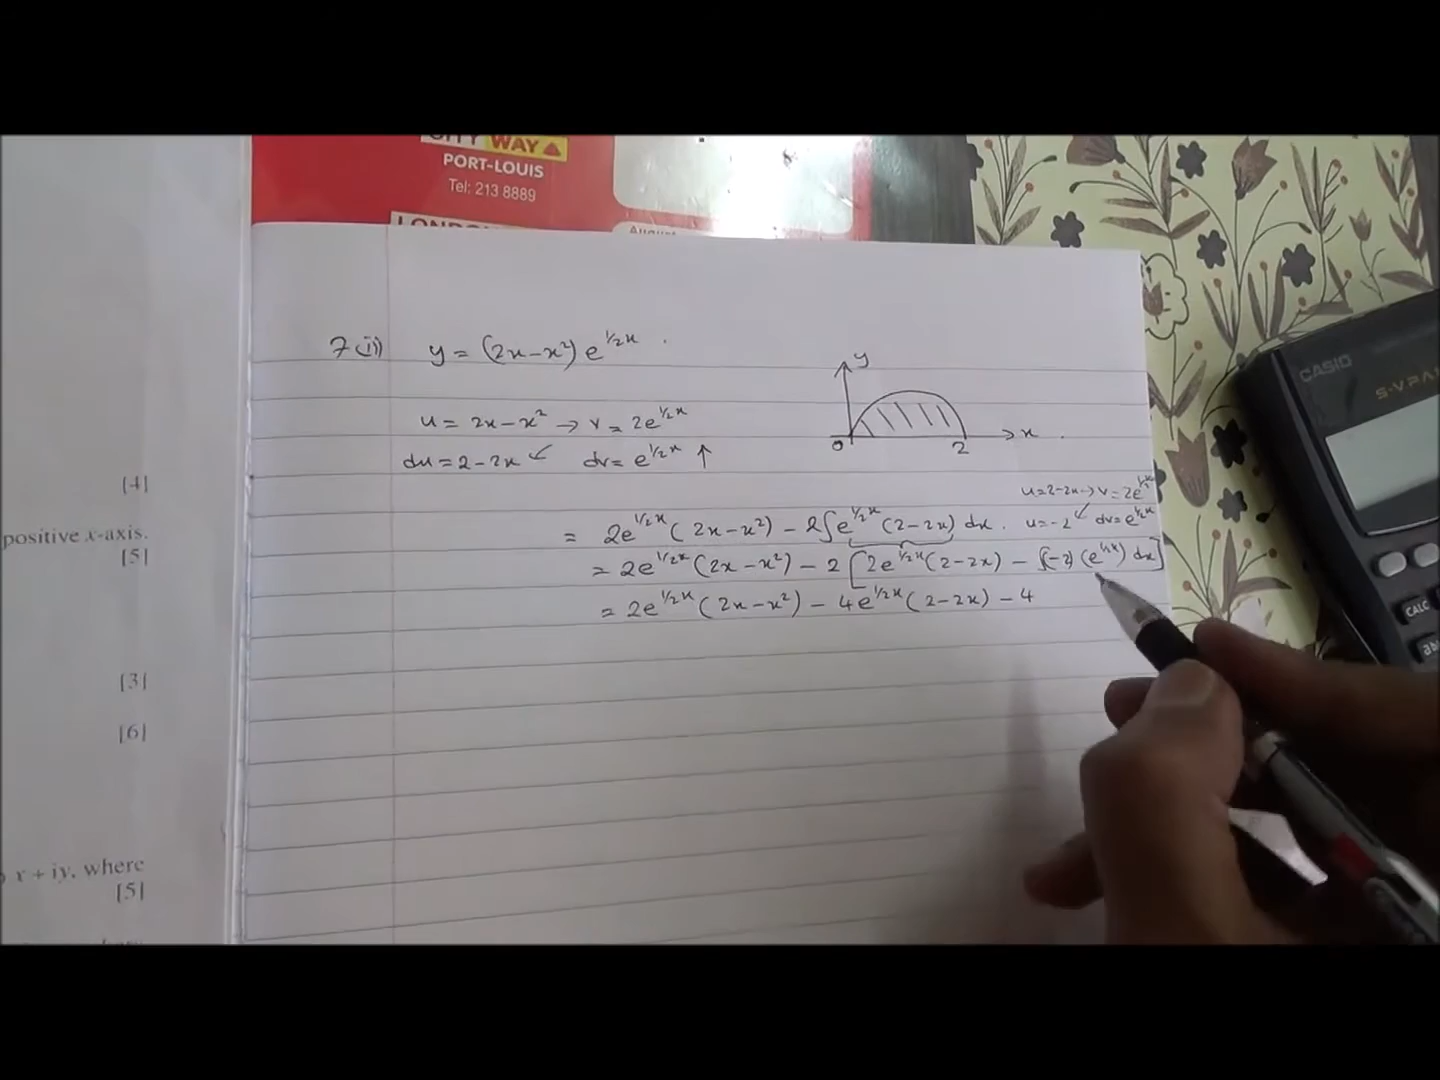 CITY WAY
PORT-LOUIS
Tel: 213 8889
LONDON
August
CASIO
S-V.PA
CALC
[4]
positive x-axis.
[5]
[3]
[6]
x + iy, where
[5]
7(ii) y = (2x-x²) e^{1/2x}
u = 2x-x² → v = 2e^{1/2x}
du = 2-2x ↙ dv = e^{1/2x} ↑
y
0 2 x
u=2-2x → v=2e^{1/2x}
= 2e^{1/2x} (2x-x²) - 2∫e^{1/2x} (2-2x) dx. u=-2 ↙ dv=e^{1/2x}
= 2e^{1/2x} (2x-x²) - 2 [2e^{1/2x} (2-2x) - ∫(-2) (e^{1/2x}) dx]
= 2e^{1/2x} (2x-x²) - 4e^{1/2x} (2-2x) - 4